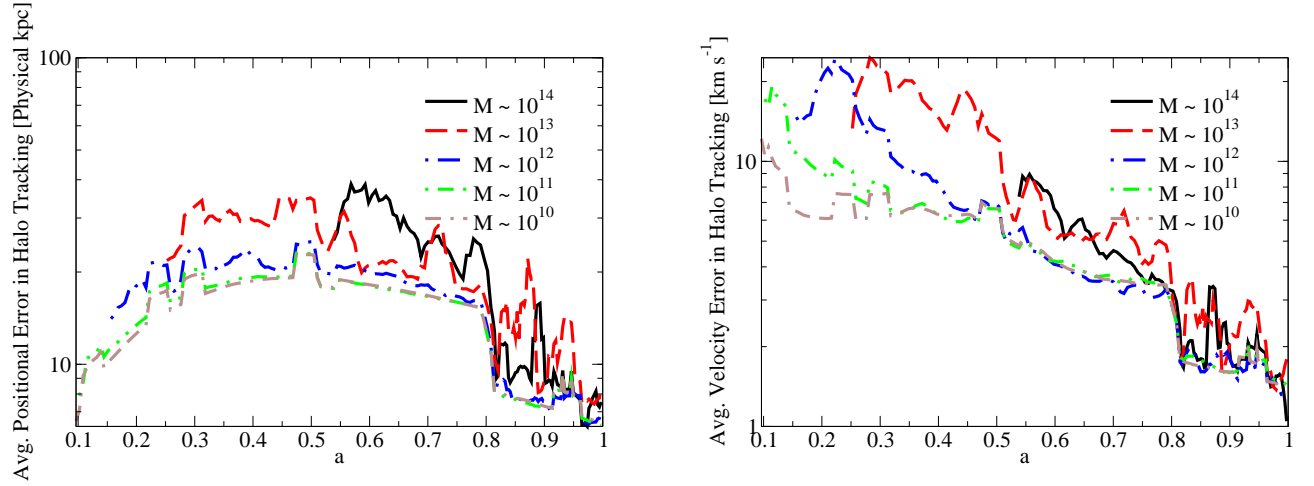 Avg. Positional Error in Halo Tracking [Physical kpc]
100
10
M ~ 10^14
M ~ 10^13
M ~ 10^12
M ~ 10^11
M ~ 10^10
0.1 0.2 0.3 0.4 0.5 0.6 0.7 0.8 0.9 1
a
Avg. Velocity Error in Halo Tracking [km s^-1]
10
1
M ~ 10^14
M ~ 10^13
M ~ 10^12
M ~ 10^11
M ~ 10^10
0.1 0.2 0.3 0.4 0.5 0.6 0.7 0.8 0.9 1
a